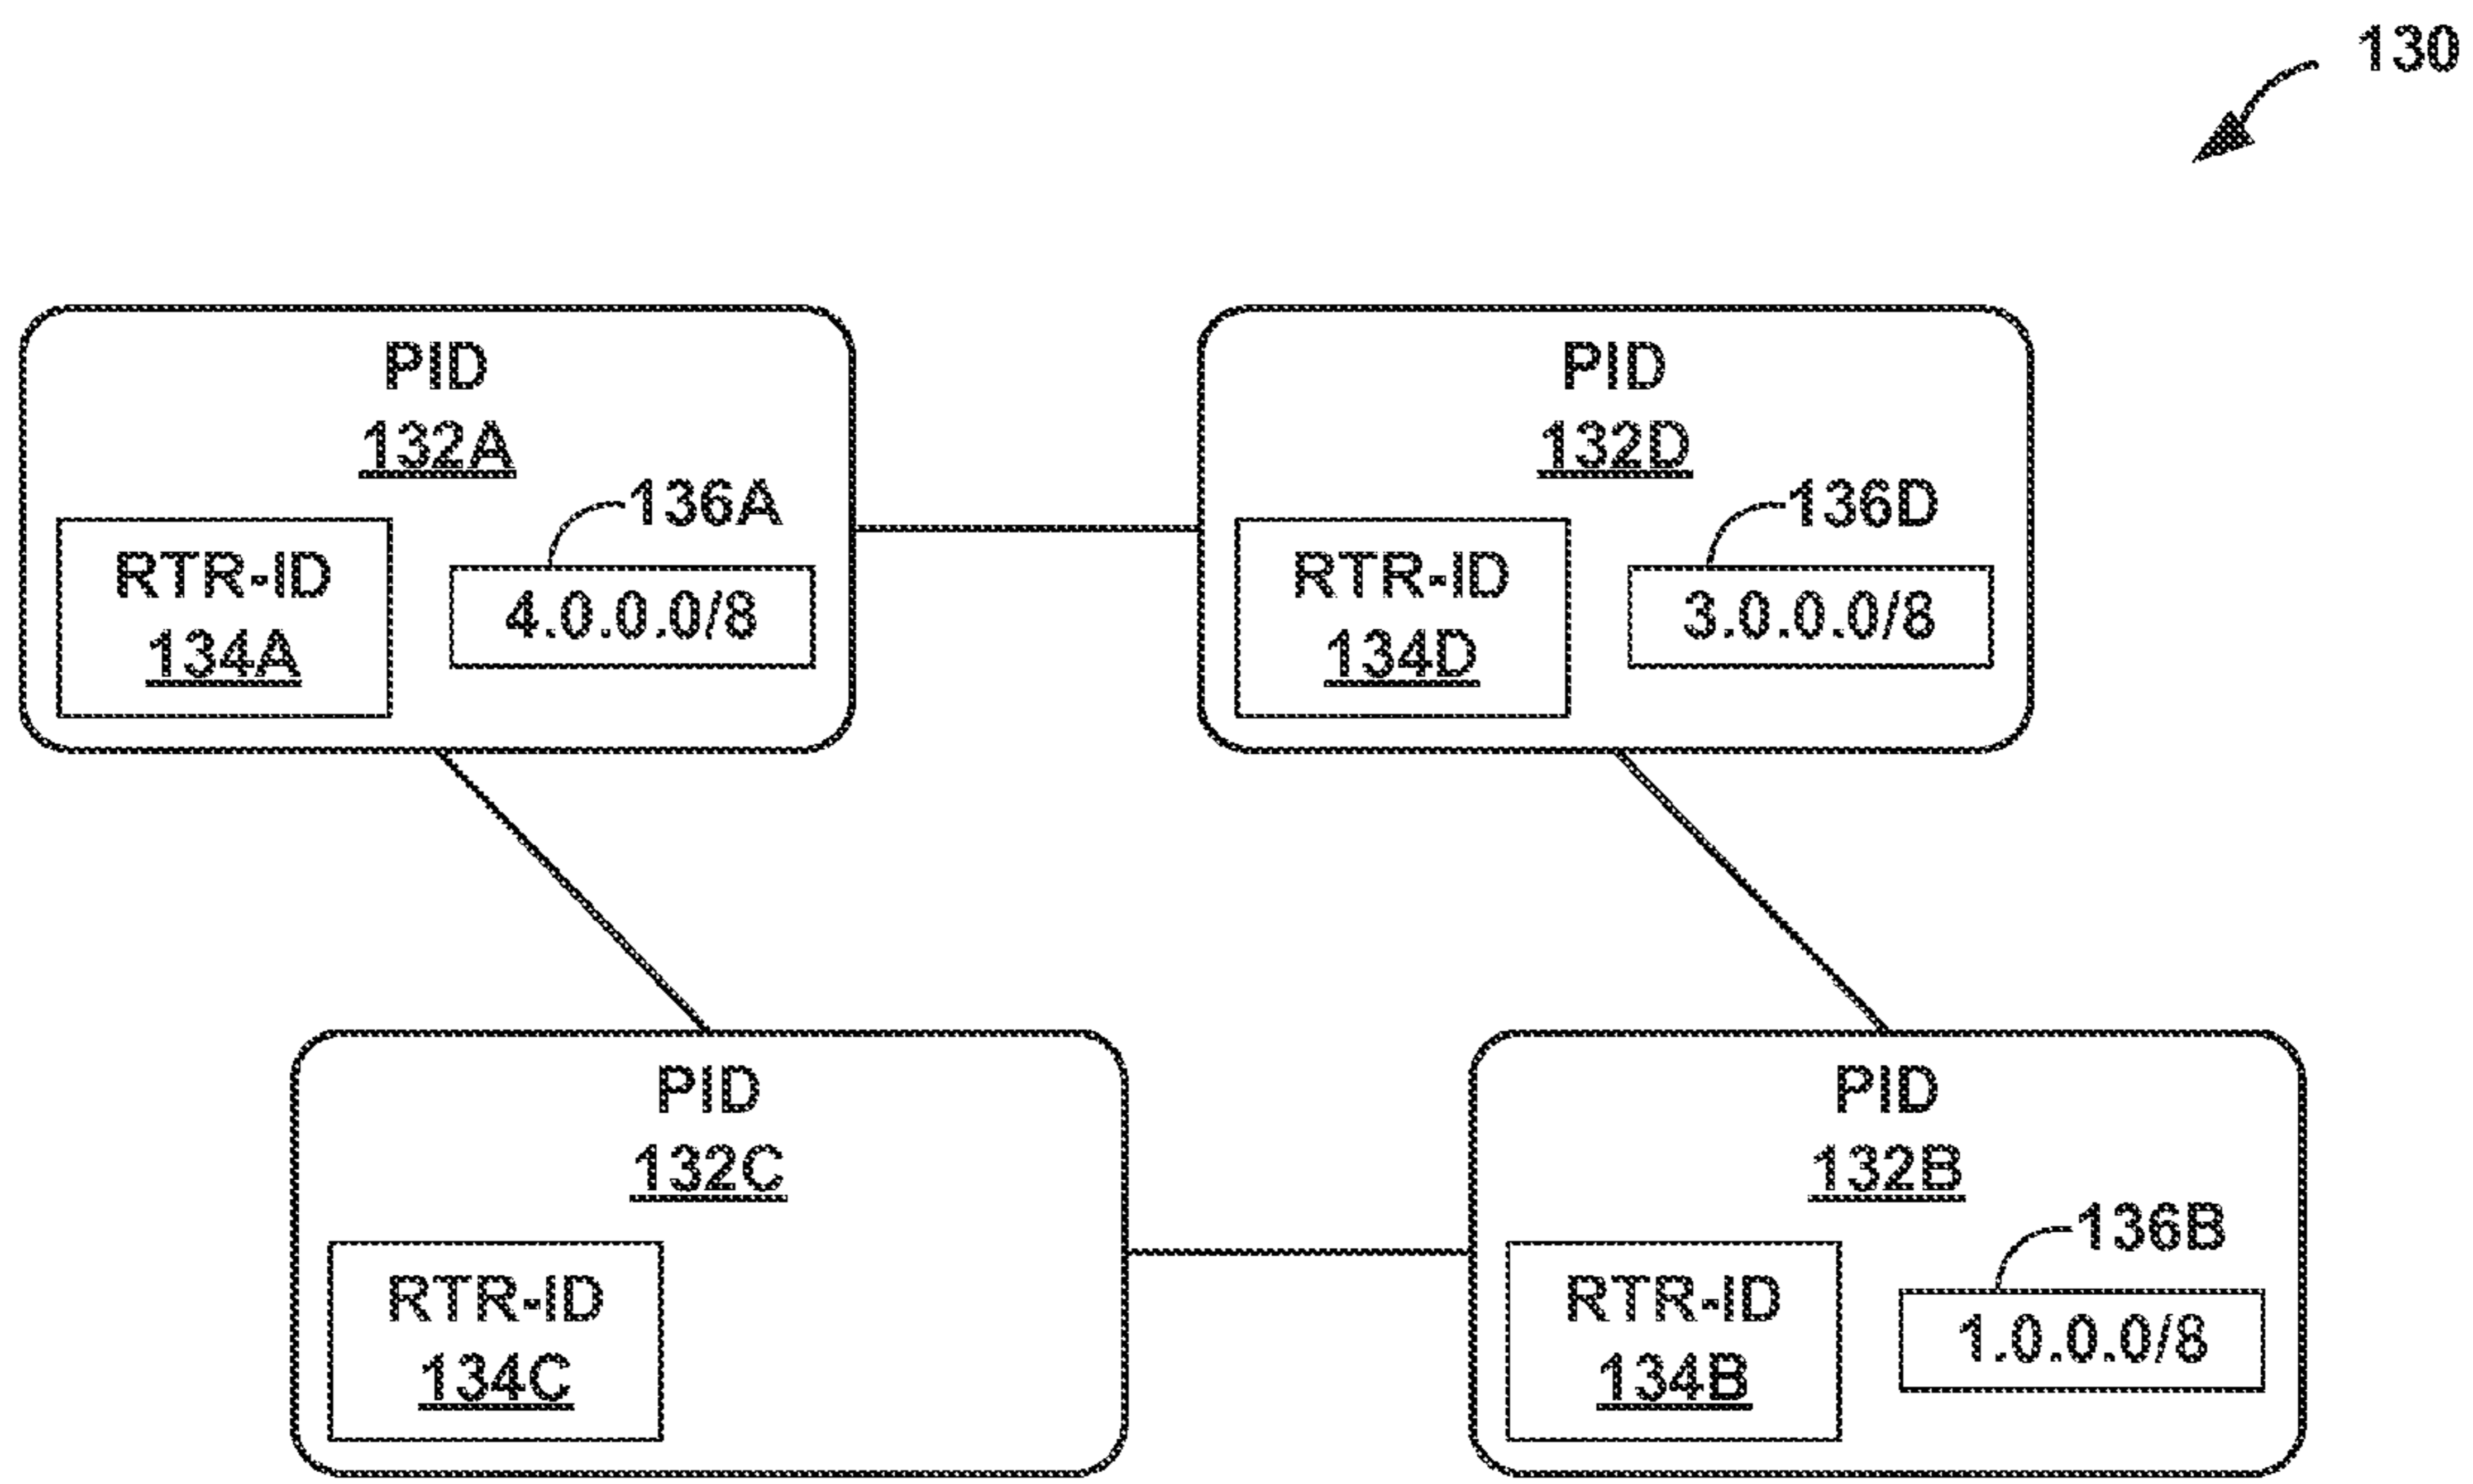 130
PID
132A
136A
RTR-ID
134A
4.0.0.0/8
PID
132D
136D
RTR-ID
134D
3.0.0.0/8
PID
132C
RTR-ID
134C
PID
132B
136B
RTR-ID
134B
1.0.0.0/8